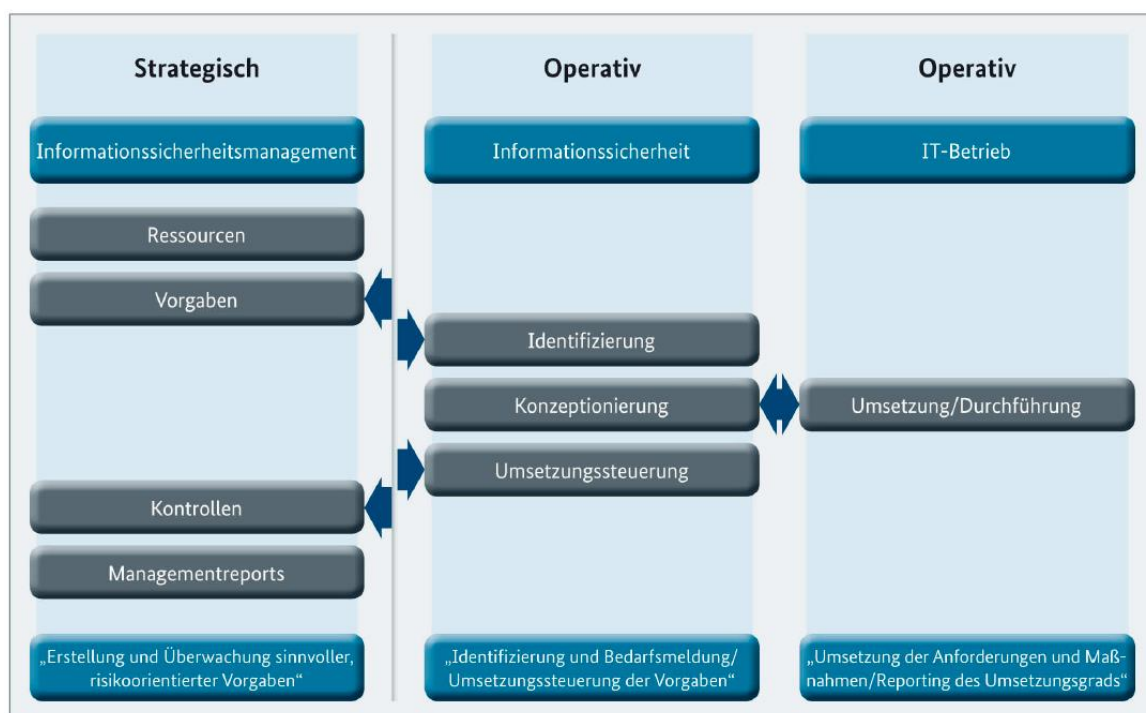 Strategisch
Informationssicherheitsmanagement
Ressourcen
Vorgaben
Kontrollen
Managementreports
„Erstellung und Überwachung sinnvoller,
risikoorientierter Vorgaben“
Operativ
Informationssicherheit
Identifizierung
Konzeptionierung
Umsetzungssteuerung
„Identifizierung und Bedarfsmeldung/
Umsetzungssteuerung der Vorgaben“
Operativ
IT-Betrieb
Umsetzung/Durchführung
„Umsetzung der Anforderungen und Maß-
nahmen/Reporting des Umsetzungsgrads“